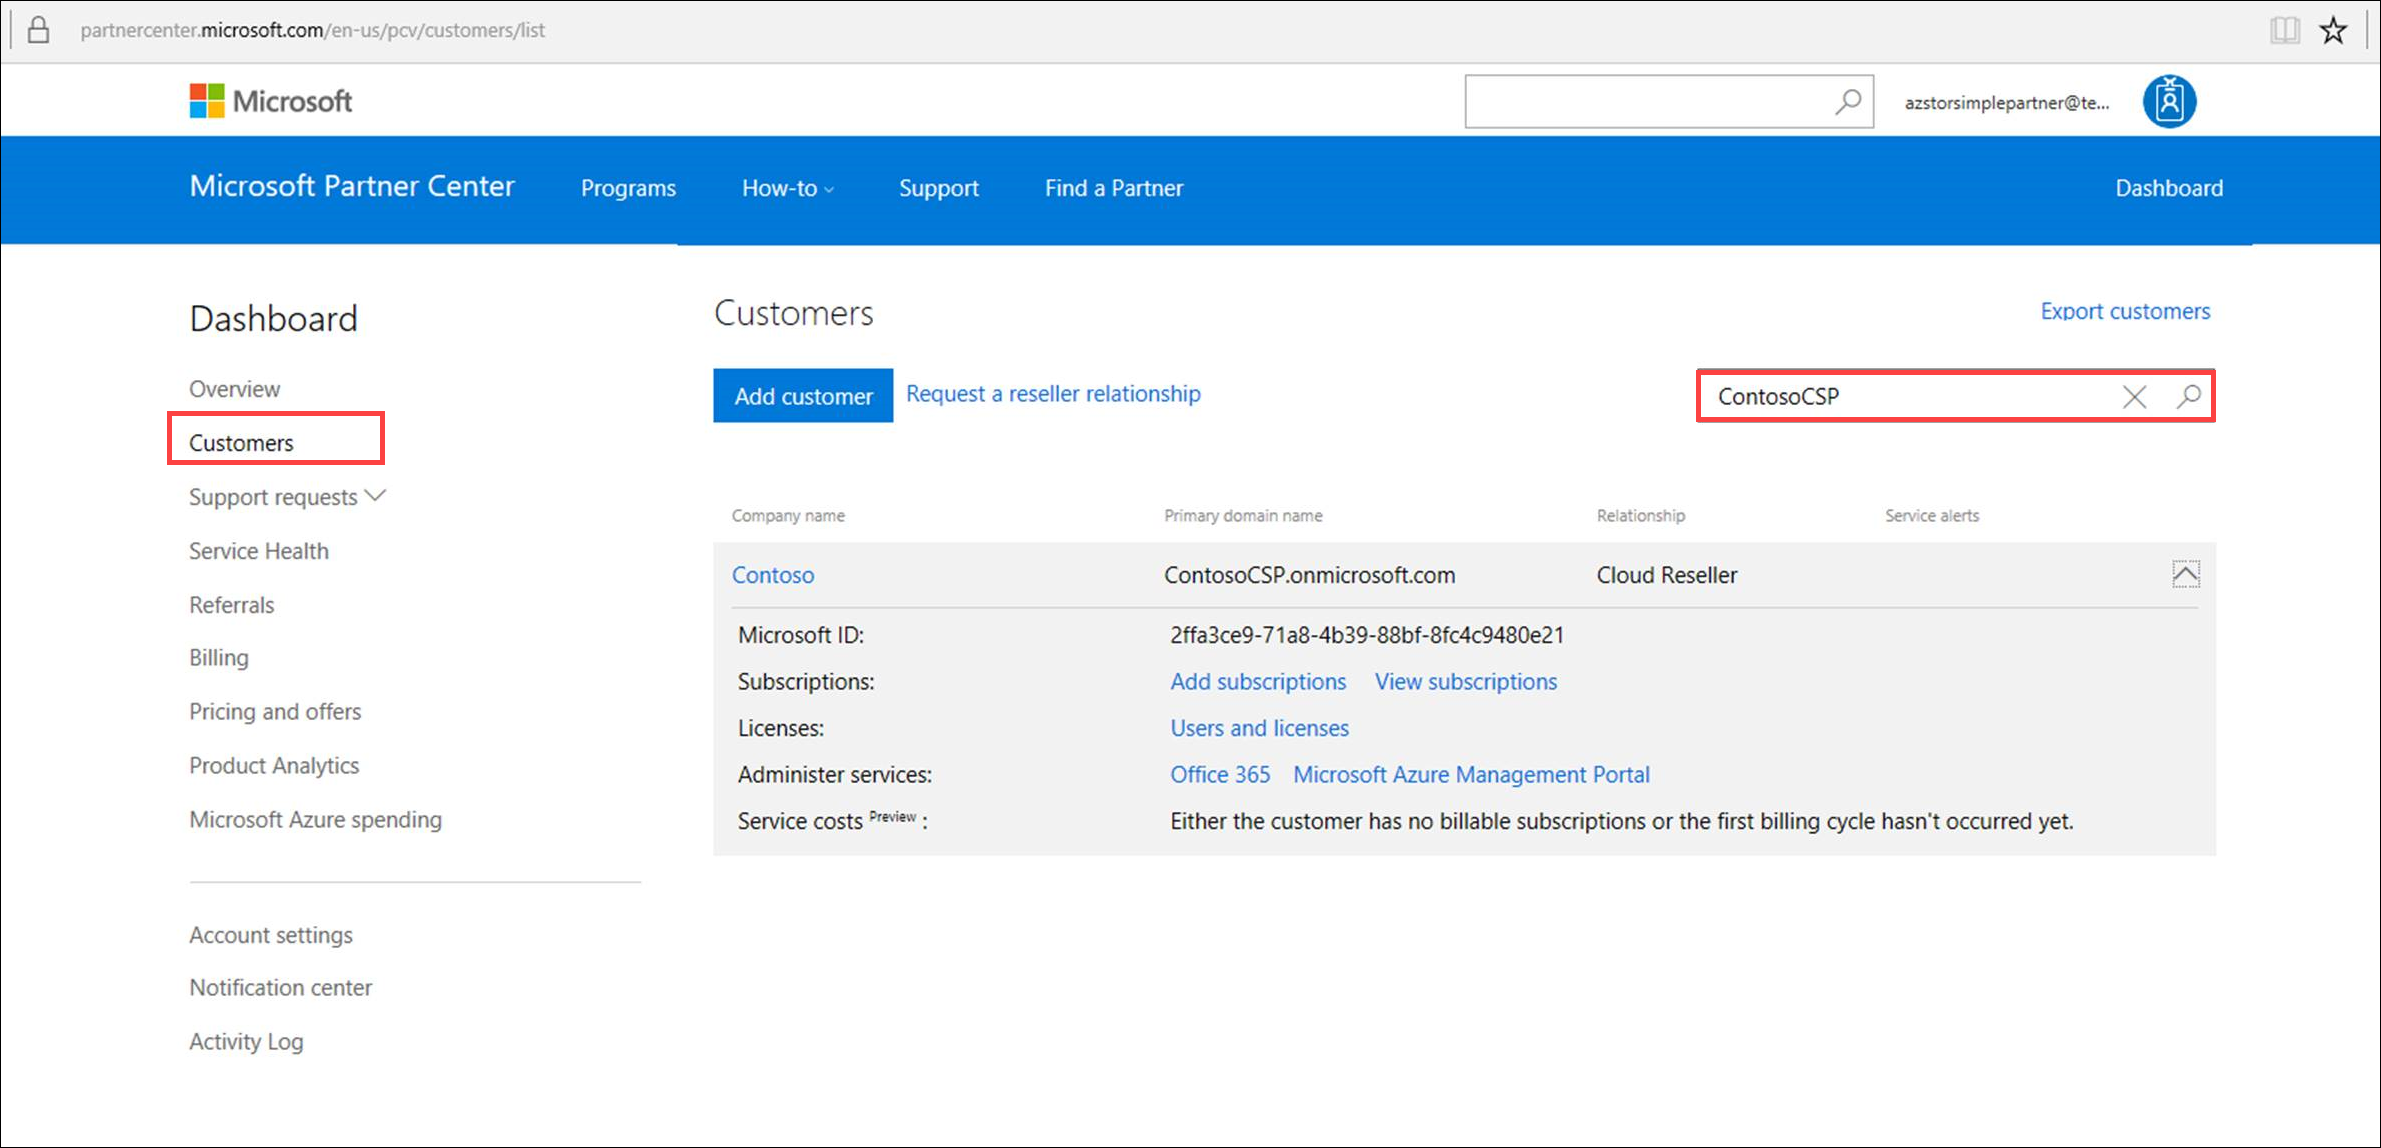 partnercenter.microsoft.com/en-us/pcv/customers/list
Microsoft
azstorsimplepartner@te...
Microsoft Partner Center Programs How-to Support Find a Partner Dashboard
Dashboard
Overview
Customers
Support requests
Service Health
Referrals
Billing
Pricing and offers
Product Analytics
Microsoft Azure spending
Account settings
Notification center
Activity Log
Customers
Export customers
Add customer Request a reseller relationship
ContosoCSP
Company name Primary domain name Relationship Service alerts
Contoso ContosoCSP.onmicrosoft.com Cloud Reseller
Microsoft ID: 2ffa3ce9-71a8-4b39-88bf-8fc4c9480e21
Subscriptions: Add subscriptions View subscriptions
Licenses: Users and licenses
Administer services: Office 365 Microsoft Azure Management Portal
Service costs Preview : Either the customer has no billable subscriptions or the first billing cycle hasn't occurred yet.